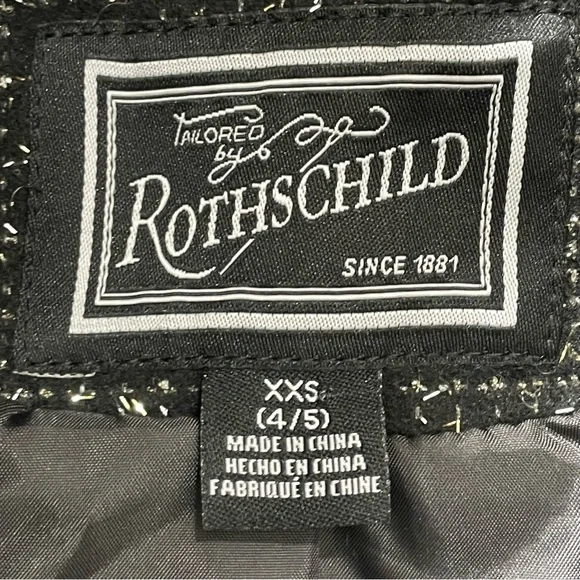 TAILORED
by
ROTHSCHILD
SINCE 1881
XXS
(4/5)
MADE IN CHINA
HECHO EN CHINA
FABRIQUÉ EN CHINE